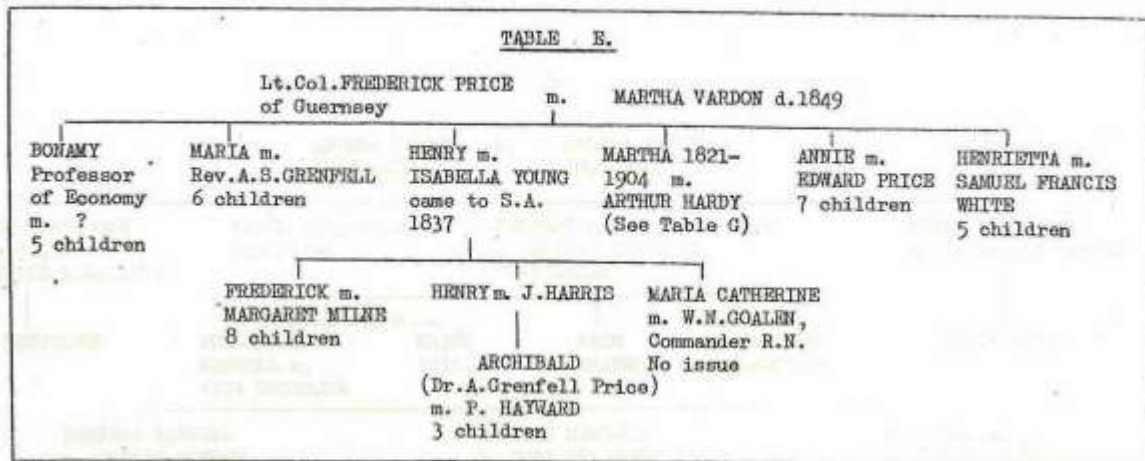 TABLE E.
Lt.Col.FREDERICK PRICE
of Guernsey
m.
MARTHA VARDON d.1849
BONAMY
Professor
of Economy
m. ?
5 children
MARIA m.
Rev.A.S.GRENFELL
6 children
HENRY m.
ISABELLA YOUNG
came to S.A.
1837
MARTHA 1821-
1904 m.
ARTHUR HARDY
(See Table G)
ANNIE m.
EDWARD PRICE
7 children
HENRIETTA m.
SAMUEL FRANCIS
WHITE
5 children
FREDERICK m.
MARGARET MILNE
8 children
HENRY m. J.HARRIS
MARIA CATHERINE
m. W.N.GOALEN,
Commander R.N.
No issue
ARCHIBALD
(Dr.A.Grenfell Price)
m. P. HAYWARD
3 children